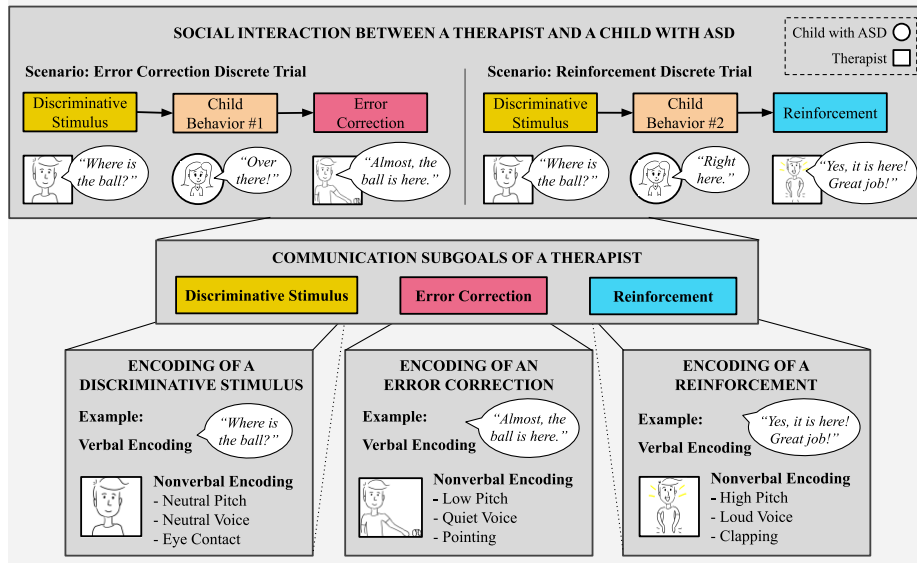 SOCIAL INTERACTION BETWEEN A THERAPIST AND A CHILD WITH ASD
Child with ASD
Therapist
Scenario: Error Correction Discrete Trial
Discriminative
Stimulus
Child
Behavior #1
Error
Correction
“Where is
the ball?”
“Over
there!”
“Almost, the
ball is here.”
Scenario: Reinforcement Discrete Trial
Discriminative
Stimulus
Child
Behavior #2
Reinforcement
“Where is
the ball?”
“Right
here.”
“Yes, it is here!
Great job!”
COMMUNICATION SUBGOALS OF A THERAPIST
Discriminative Stimulus
Error Correction
Reinforcement
ENCODING OF A
DISCRIMINATIVE STIMULUS
Example:
Verbal Encoding
“Where is
the ball?”
Nonverbal Encoding
- Neutral Pitch
- Neutral Voice
- Eye Contact
ENCODING OF AN
ERROR CORRECTION
Example:
Verbal Encoding
“Almost, the
ball is here.”
Nonverbal Encoding
- Low Pitch
- Quiet Voice
- Pointing
ENCODING OF A
REINFORCEMENT
Example:
Verbal Encoding
“Yes, it is here!
Great job!”
Nonverbal Encoding
- High Pitch
- Loud Voice
- Clapping